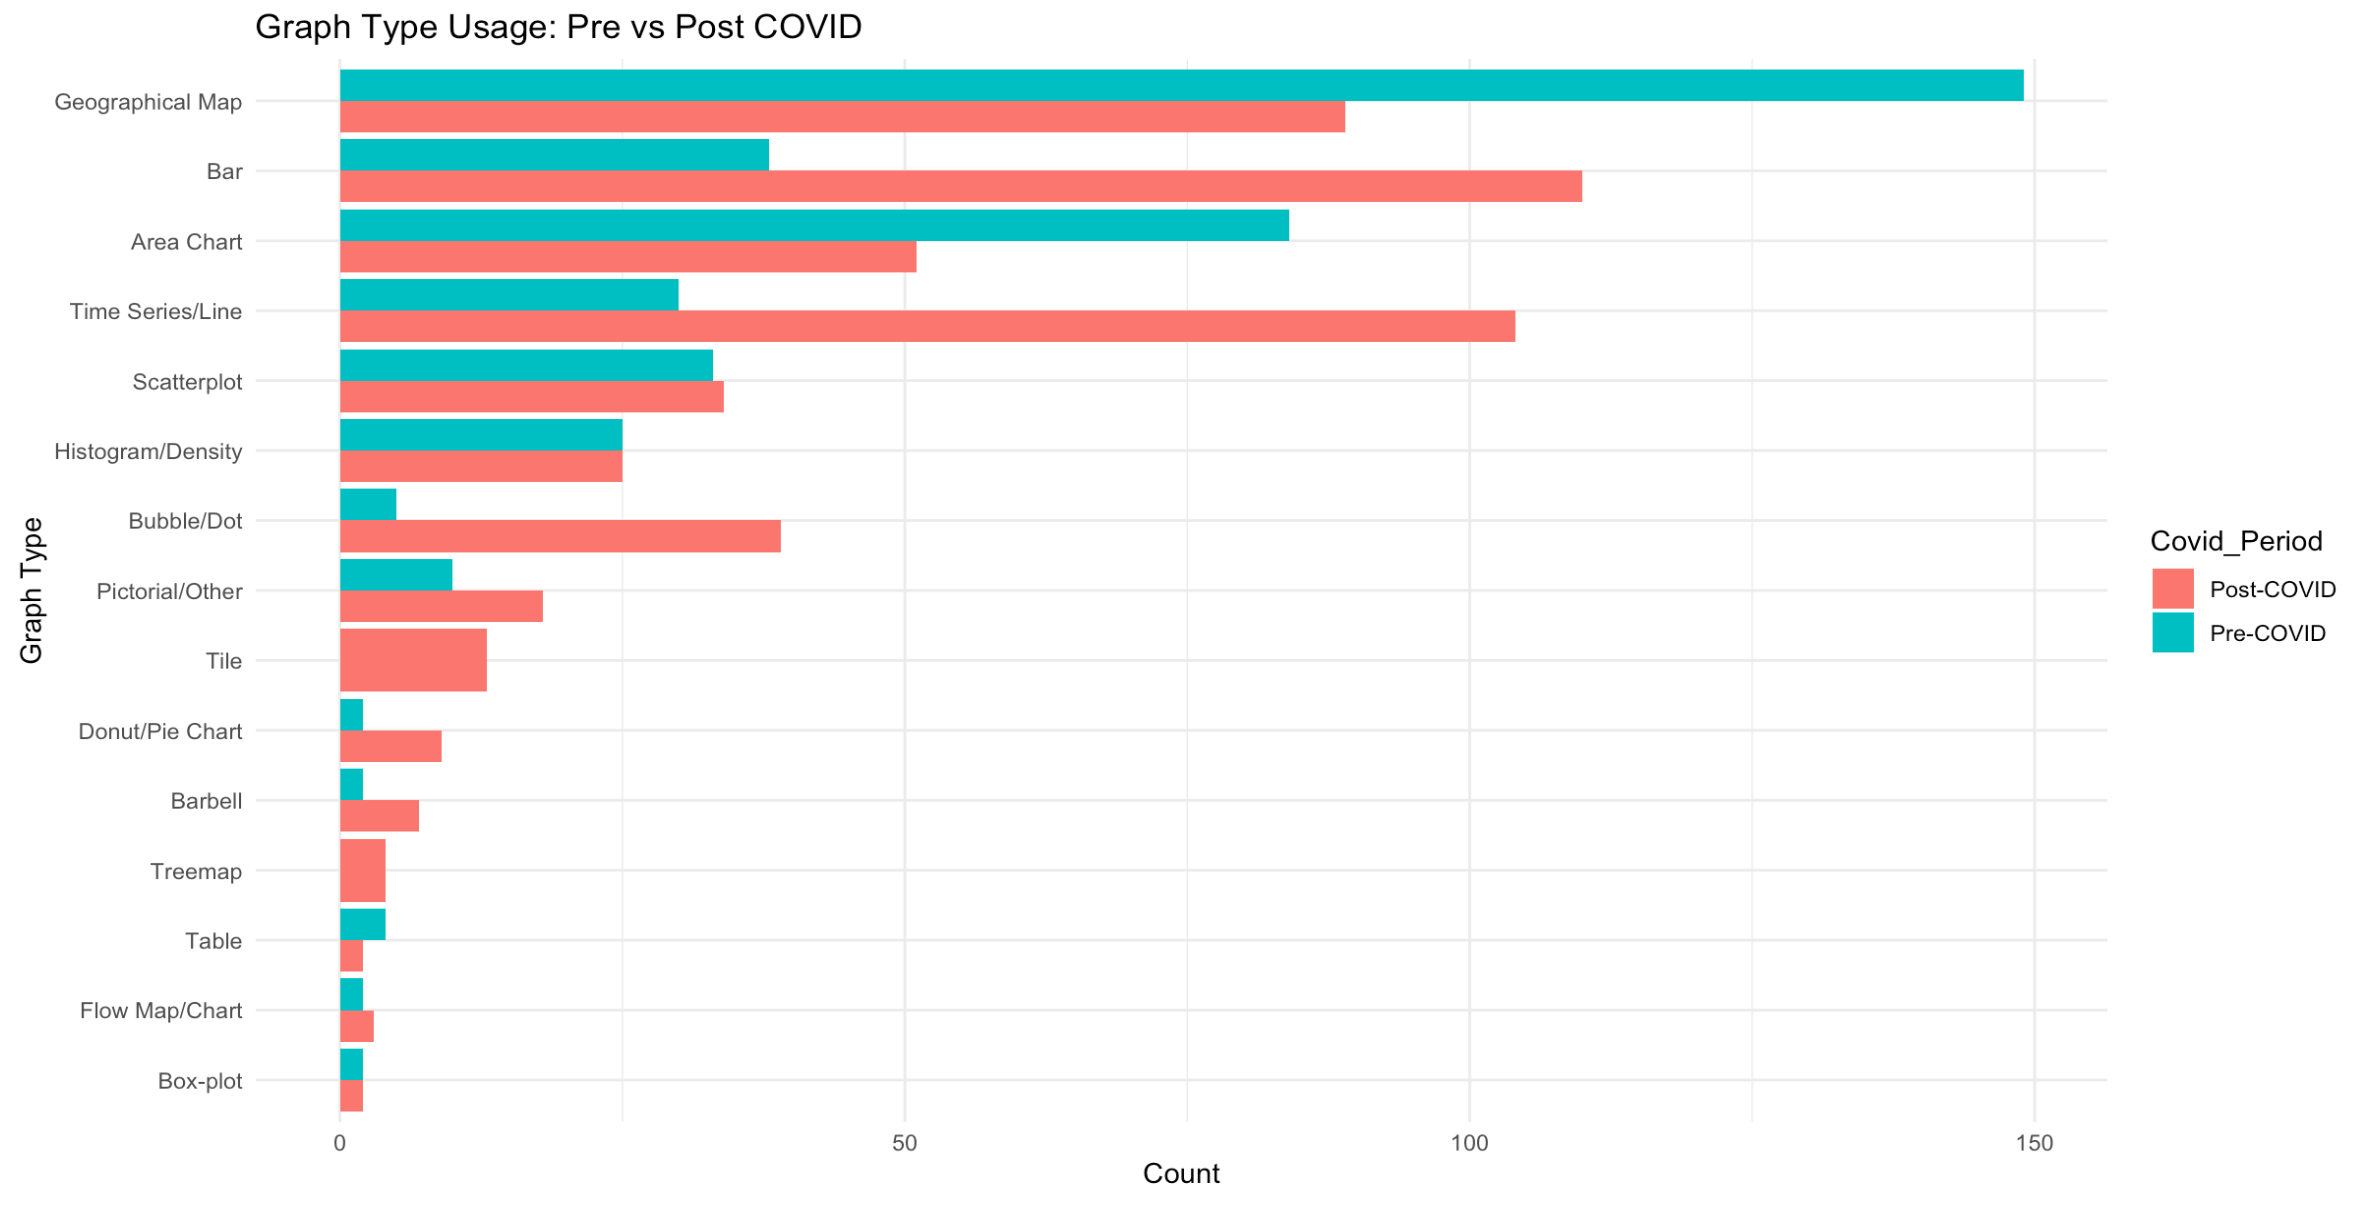 Graph Type Usage: Pre vs Post COVID
Graph Type
Geographical Map
Bar
Area Chart
Time Series/Line
Scatterplot
Histogram/Density
Bubble/Dot
Pictorial/Other
Tile
Donut/Pie Chart
Barbell
Treemap
Table
Flow Map/Chart
Box-plot
0 50 100 150
Count
Covid_Period
Post-COVID
Pre-COVID